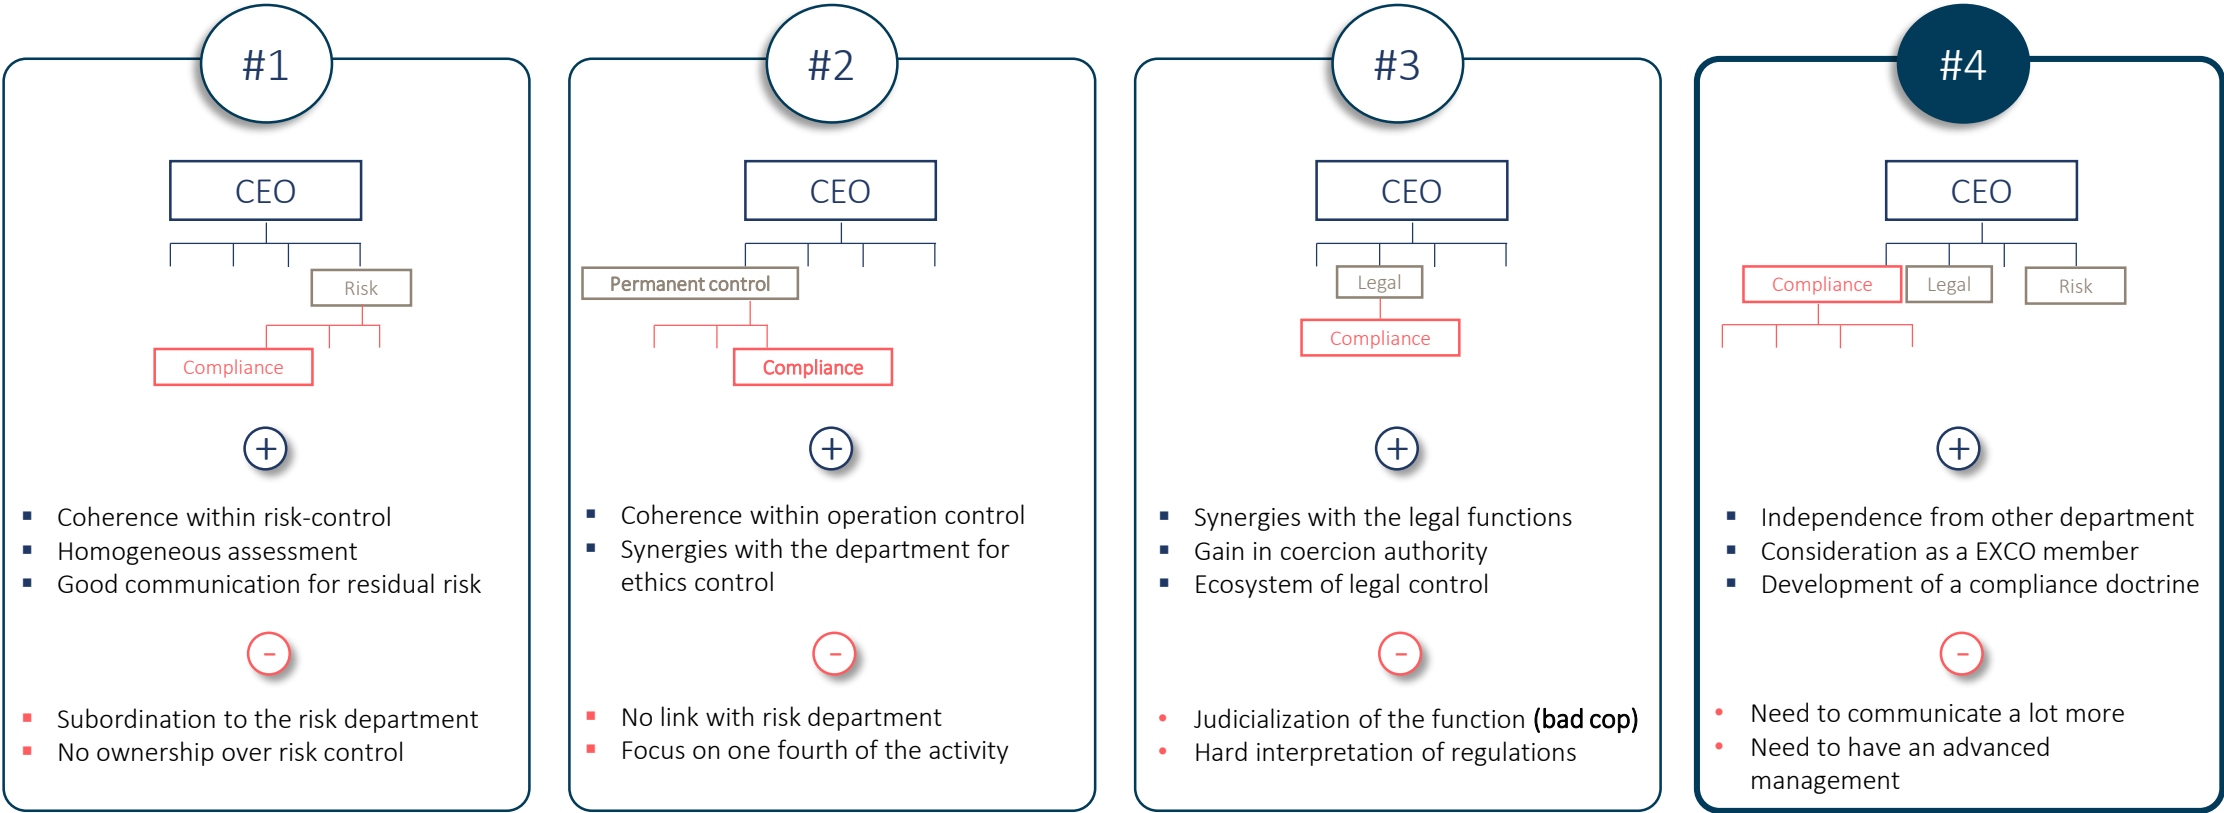 #1
CEO
Risk
Compliance
+
Coherence within risk-control
Homogeneous assessment
Good communication for residual risk
-
Subordination to the risk department
No ownership over risk control
#2
CEO
Permanent control
Compliance
+
Coherence within operation control
Synergies with the department for
ethics control
-
No link with risk department
Focus on one fourth of the activity
#3
CEO
Legal
Compliance
+
Synergies with the legal functions
Gain in coercion authority
Ecosystem of legal control
-
Judicialization of the function (bad cop)
Hard interpretation of regulations
#4
CEO
Compliance
Legal
Risk
+
Independence from other department
Consideration as a EXCO member
Development of a compliance doctrine
-
Need to communicate a lot more
Need to have an advanced
management